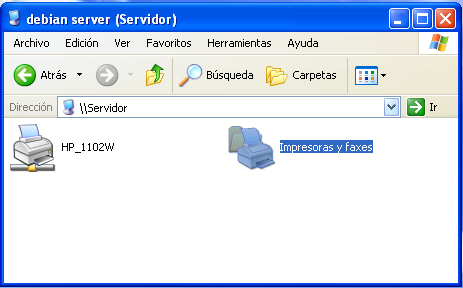 debian server (Servidor)
Archivo Edición Ver Favoritos Herramientas Ayuda
Atrás Búsqueda Carpetas
Dirección \\Servidor Ir
HP_1102W Impresoras y faxes